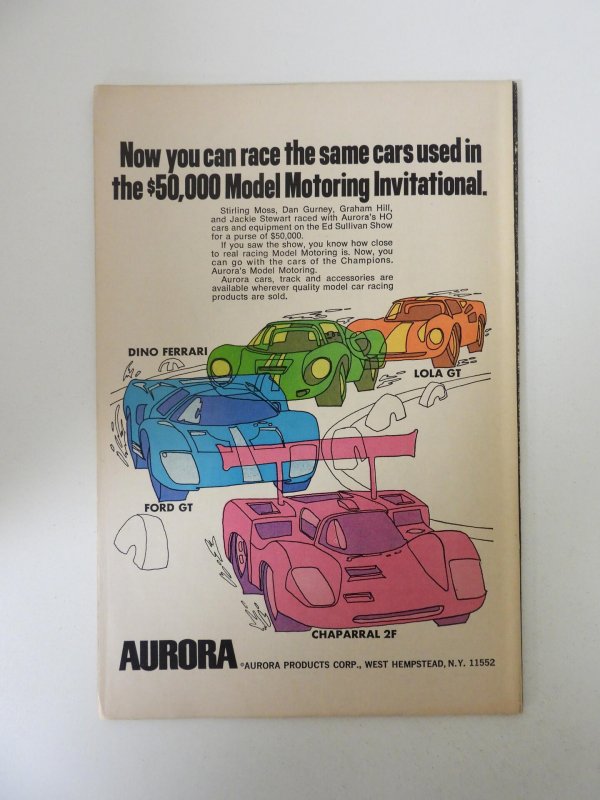 Now you can race the same cars used in
the $50,000 Model Motoring Invitational.
Stirling Moss, Dan Gurney, Graham Hill,
and Jackie Stewart raced with Aurora's HO
cars and equipment on the Ed Sullivan Show
for a purse of $50,000.
If you saw the show, you know how close
to real racing Model Motoring is. Now, you
can go with the cars of the Champions.
Aurora's Model Motoring.
Aurora cars, track and accessories are
available wherever quality model car racing
products are sold.
DINO FERRARI
LOLA GT
FORD GT
CHAPARRAL 2F
AURORA ©AURORA PRODUCTS CORP., WEST HEMPSTEAD, N.Y. 11552